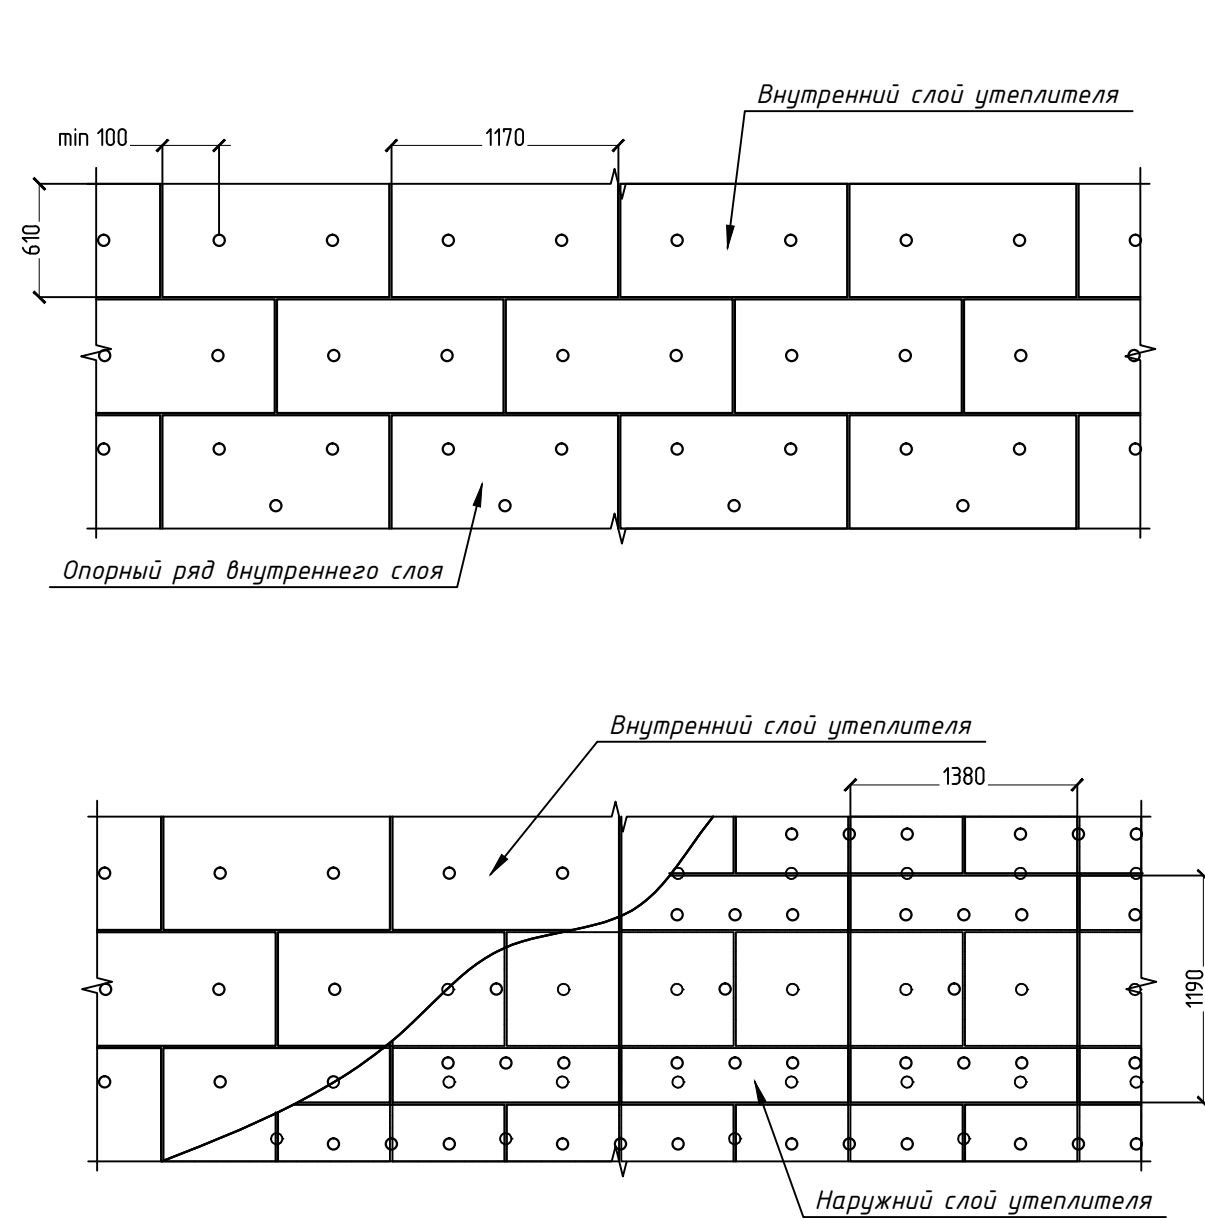 Внутренний слой утеплителя
min 100
1170
610
Опорный ряд внутреннего слоя
Внутренний слой утеплителя
1380
1190
Наружний слой утеплителя